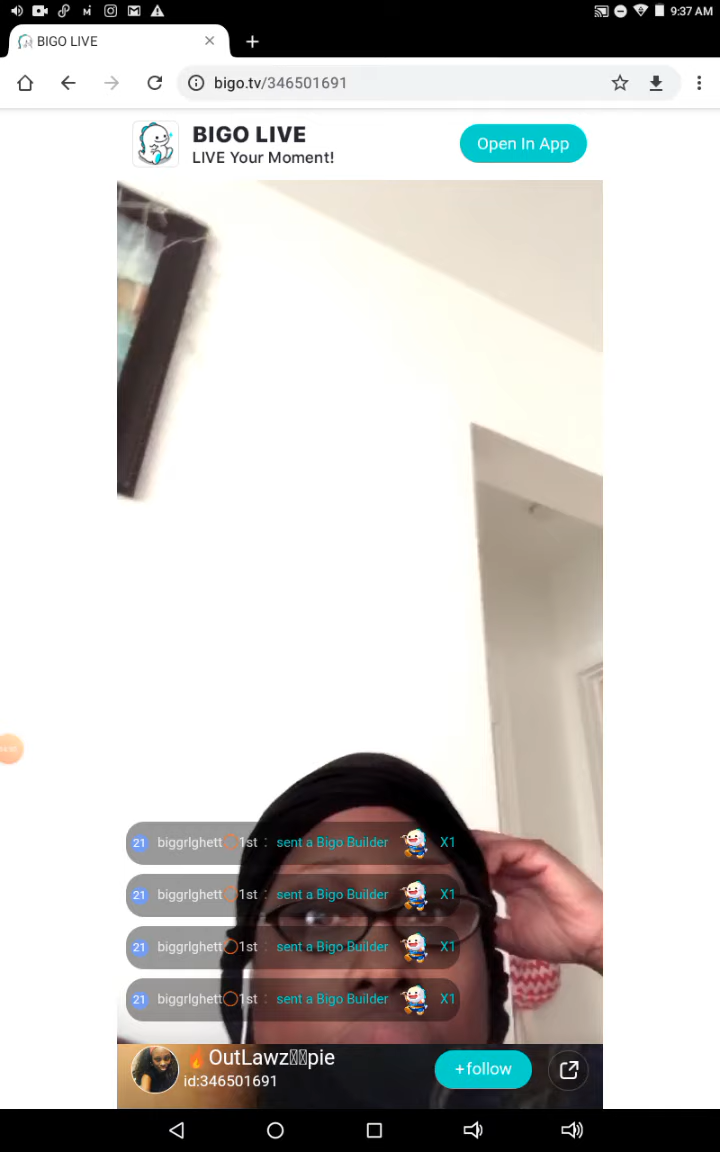 9:37 AM
BIGO LIVE
bigo.tv/346501691
BIGO LIVE
LIVE Your Moment!
Open In App
21 biggrlghett⭕1st : sent a Bigo Builder X1
21 biggrlghett⭕1st : sent a Bigo Builder X1
21 biggrlghett⭕1st : sent a Bigo Builder X1
21 biggrlghett⭕1st : sent a Bigo Builder X1
🔥OutLawz▯▯pie
id:346501691
+follow